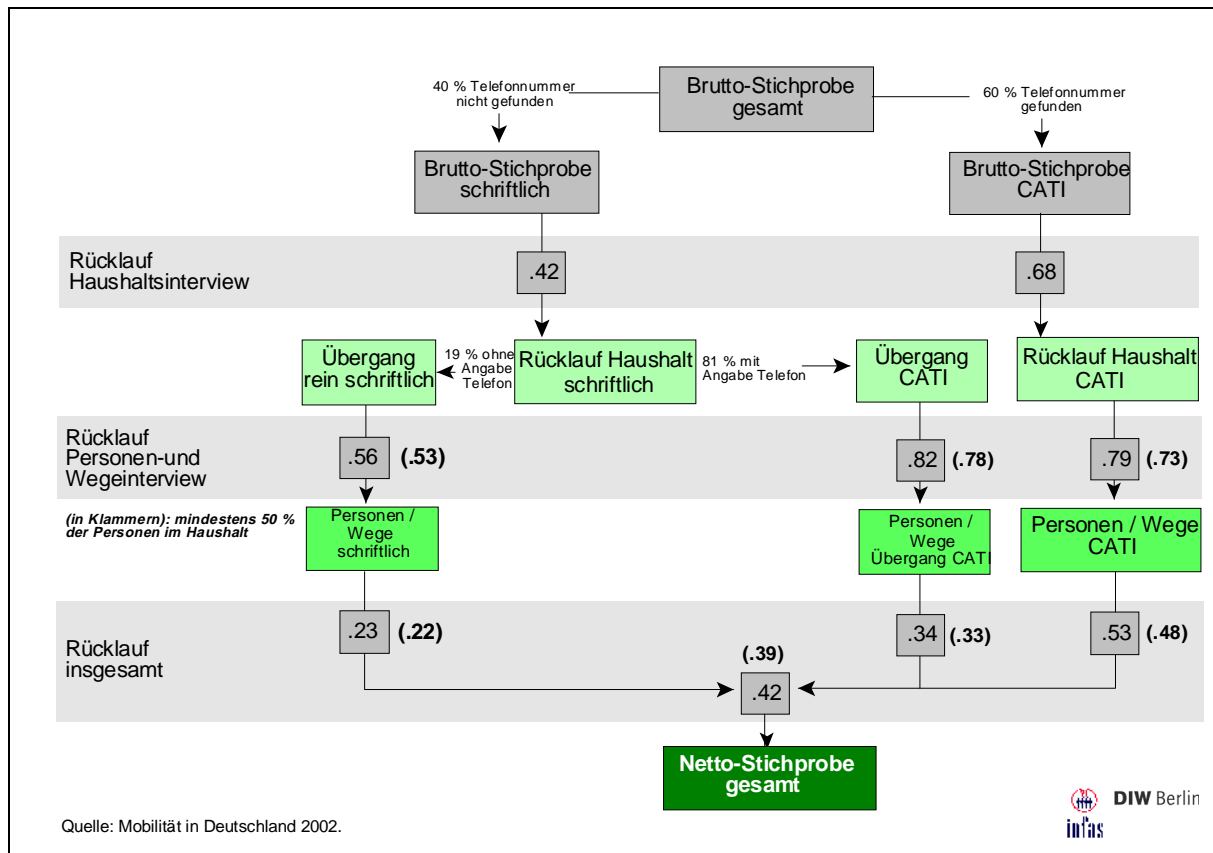 Brutto-Stichprobe
gesamt
40 % Telefonnummer
nicht gefunden
60 % Telefonnummer
gefunden
Brutto-Stichprobe
schriftlich
Brutto-Stichprobe
CATI
Rücklauf
Haushaltsinterview
.42
.68
Übergang
rein schriftlich
19 % ohne
Angabe
Telefon
Rücklauf Haushalt
schriftlich
81 % mit
Angabe Telefon
Übergang
CATI
Rücklauf Haushalt
CATI
Rücklauf
Personen-und
Wegeinterview
.56 (.53)
.82 (.78)
.79 (.73)
(in Klammern): mindestens 50 %
der Personen im Haushalt
Personen /
Wege
schriftlich
Personen /
Wege
Übergang CATI
Personen / Wege
CATI
Rücklauf
insgesamt
.23 (.22)
.34 (.33)
.53 (.48)
(.39)
.42
Netto-Stichprobe
gesamt
Quelle: Mobilität in Deutschland 2002.
infas
DIW Berlin